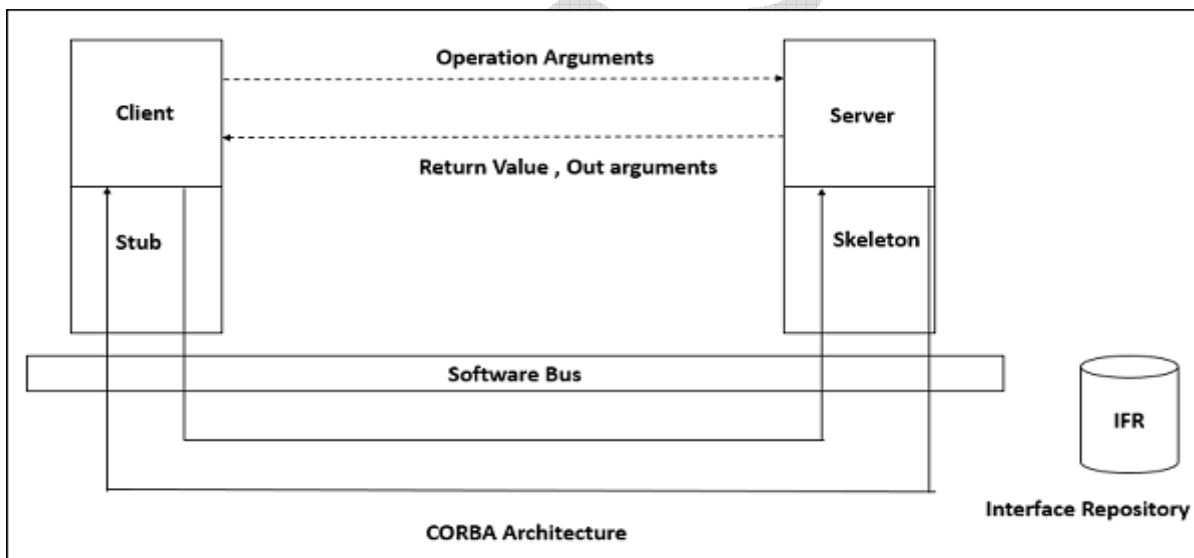 Operation Arguments
Client
Server
Return Value , Out arguments
Stub
Skeleton
Software Bus
IFR
Interface Repository
CORBA Architecture